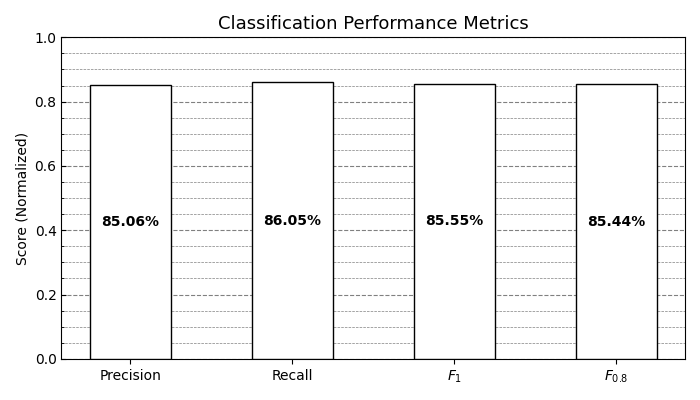 Classification Performance Metrics
Score (Normalized)
1.0
0.8
0.6
0.4
0.2
0.0
85.06%
86.05%
85.55%
85.44%
Precision
Recall
F₁
F₀.₈